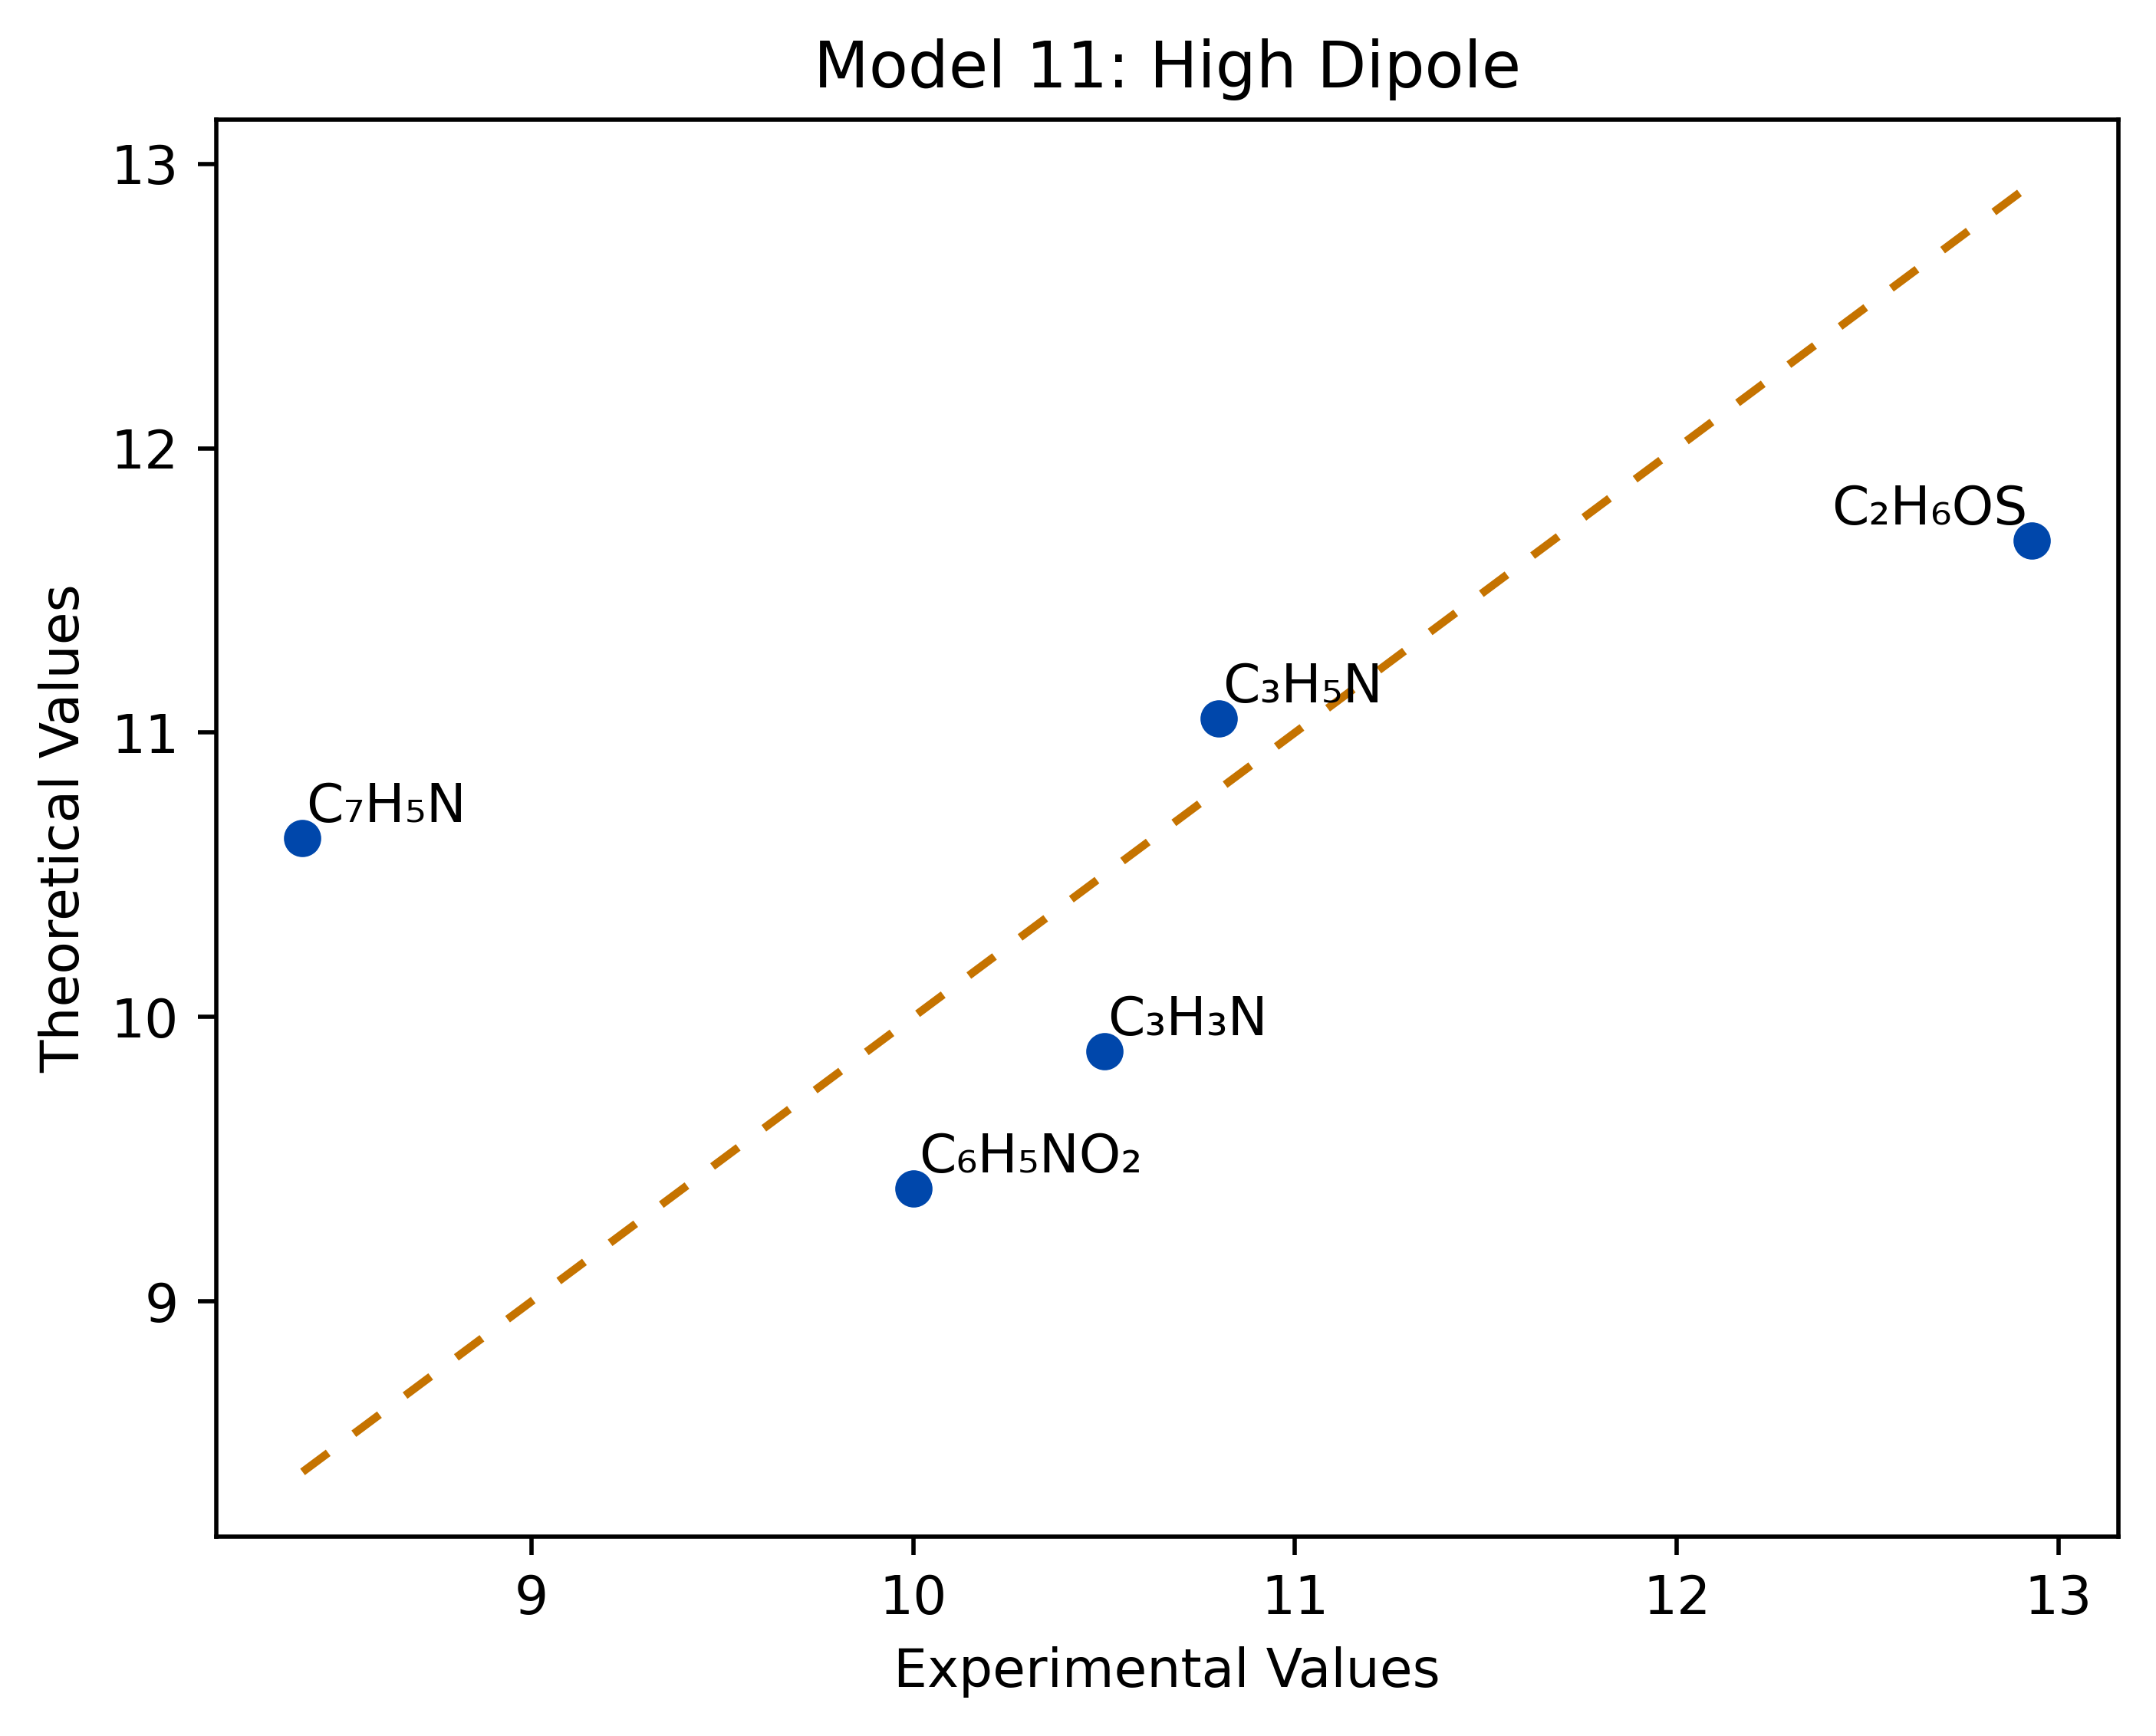 Model 11: High Dipole
13
12
11
10
9
Theoretical Values
C₂H₆OS
C₃H₅N
C₇H₅N
C₃H₃N
C₆H₅NO₂
9 10 11 12 13
Experimental Values